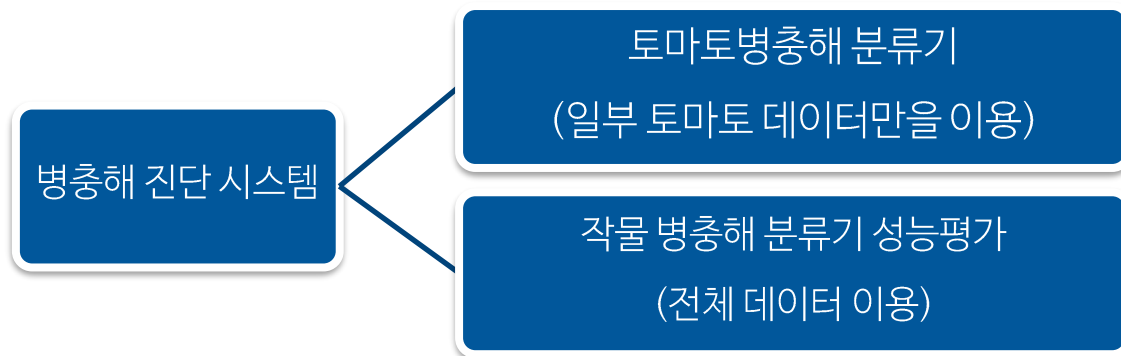 토마토병충해 분류기
(일부 토마토 데이터만을 이용)
병충해 진단 시스템
작물 병충해 분류기 성능평가
(전체 데이터 이용)